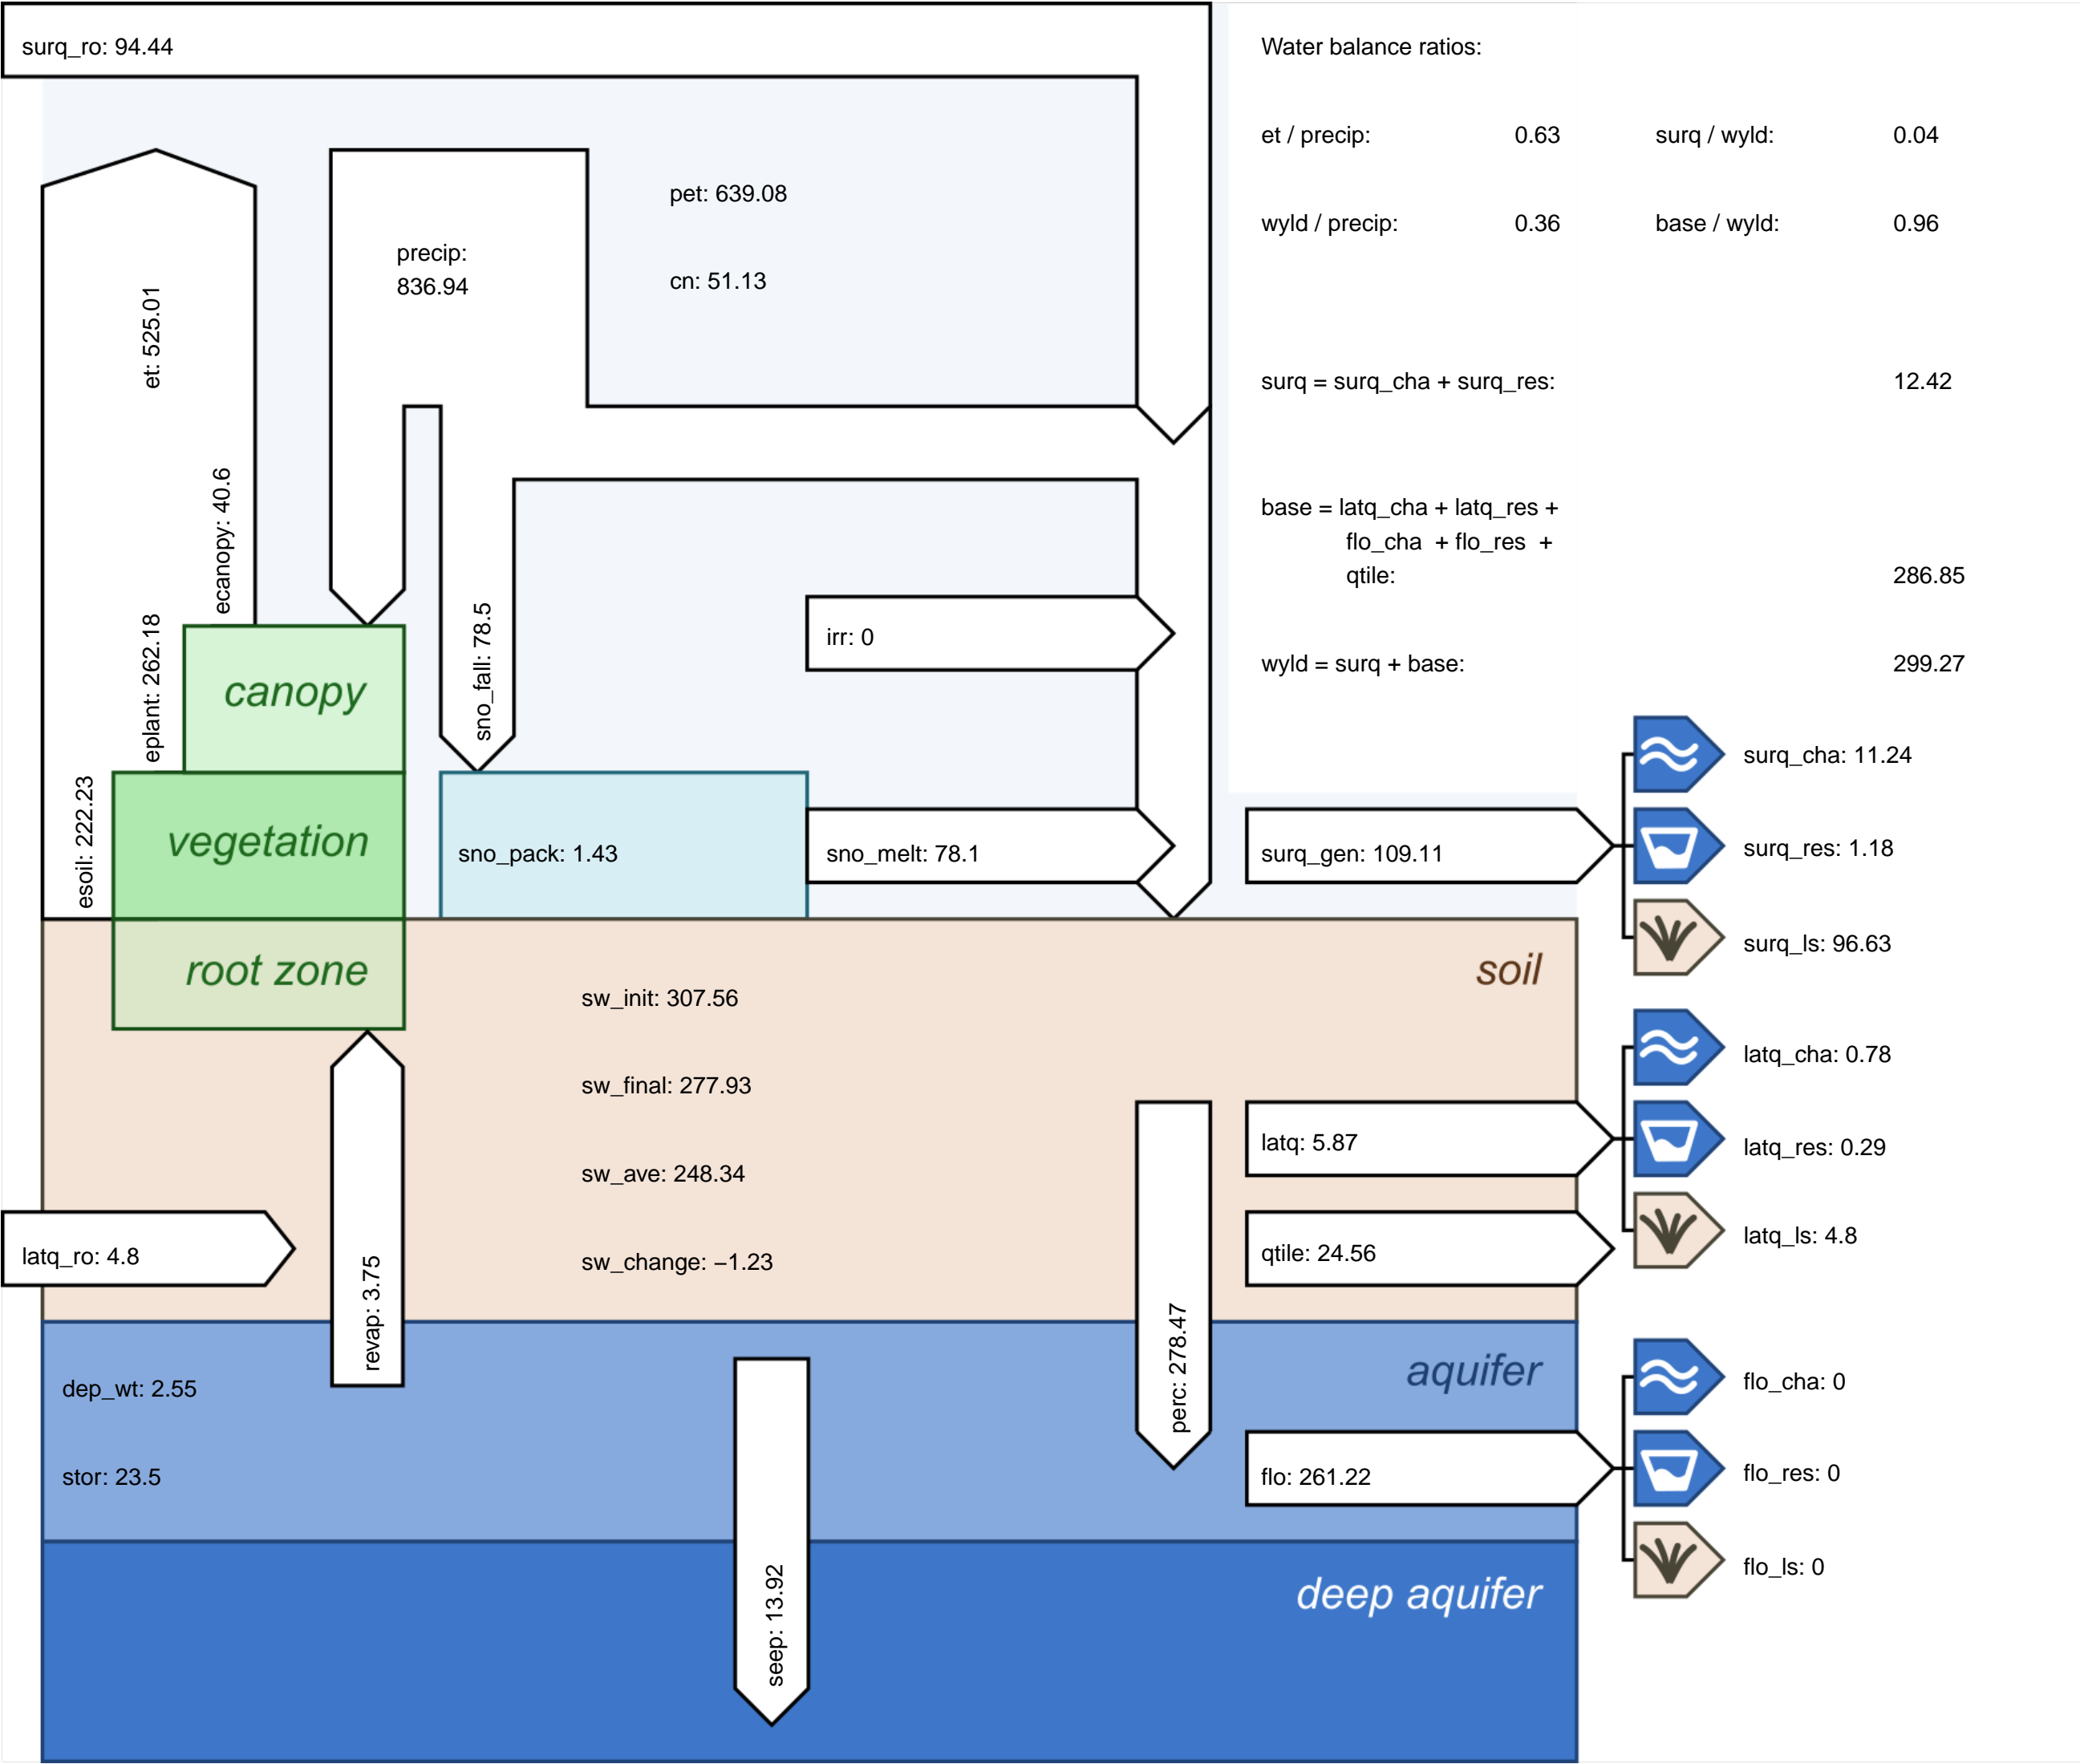 surq_ro: 94.44
Water balance ratios:
et / precip: 0.63 surq / wyld: 0.04
wyld / precip: 0.36 base / wyld: 0.96
pet: 639.08
precip:
836.94
cn: 51.13
et: 525.01
surq = surq_cha + surq_res: 12.42
ecanopy: 40.6
base = latq_cha + latq_res +
flo_cha + flo_res +
qtile: 286.85
eplant: 262.18
sno_fall: 78.5
irr: 0
wyld = surq + base: 299.27
canopy
surq_cha: 11.24
esoil: 222.23
vegetation
sno_pack: 1.43
sno_melt: 78.1
surq_gen: 109.11
surq_res: 1.18
surq_ls: 96.63
root zone
soil
sw_init: 307.56
latq_cha: 0.78
sw_final: 277.93
latq: 5.87
latq_res: 0.29
sw_ave: 248.34
latq_ls: 4.8
latq_ro: 4.8
revap: 3.75
sw_change: −1.23
qtile: 24.56
perc: 278.47
aquifer
dep_wt: 2.55
flo_cha: 0
stor: 23.5
flo: 261.22
flo_res: 0
flo_ls: 0
seep: 13.92
deep aquifer